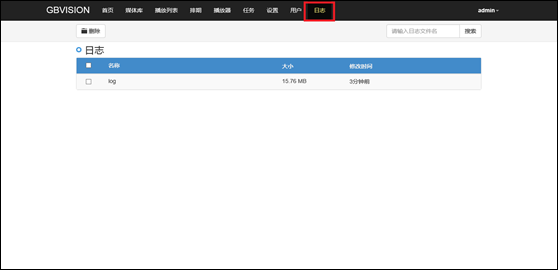 GBVISION 首页 媒体库 播放列表 排期 播放器 任务 设置 用户 日志 admin
删除 请输入日志文件名 搜索
日志
名称 大小 修改时间
log 15.76 MB 3分钟前